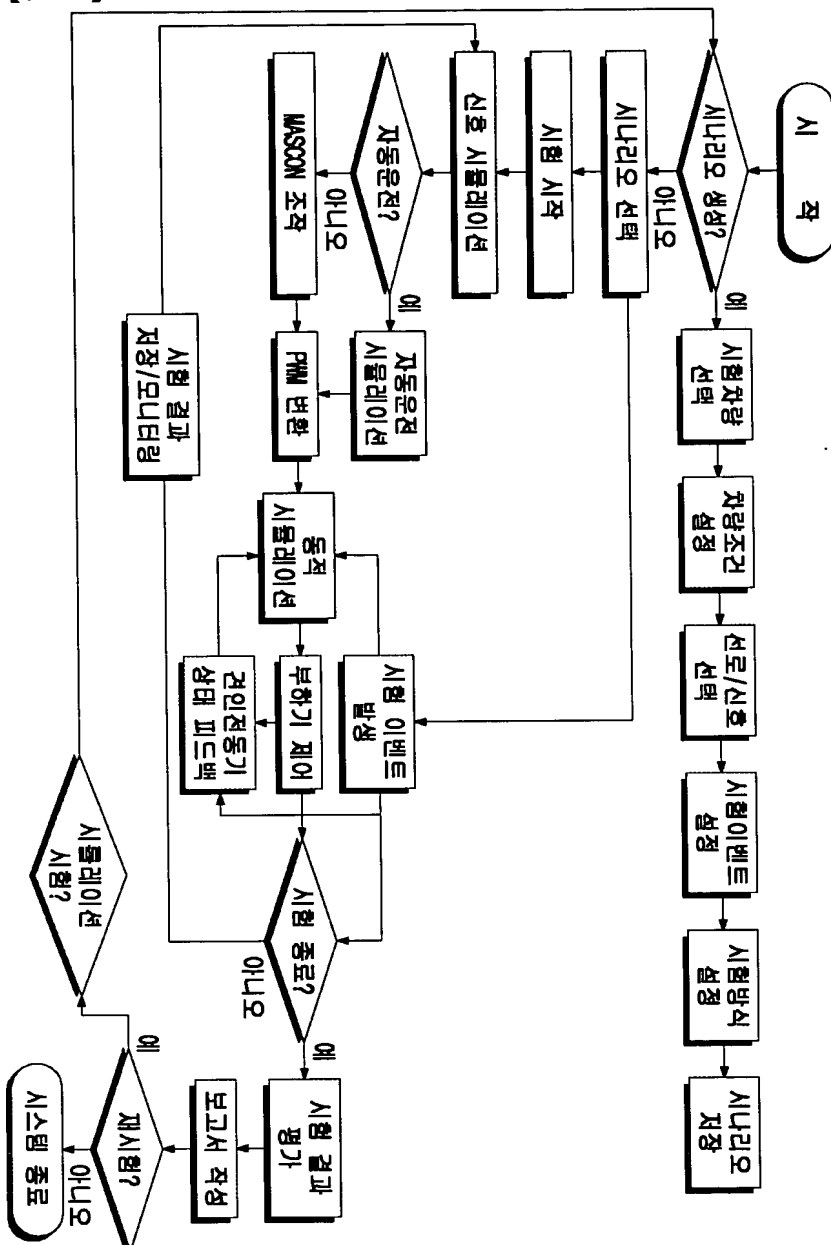 시 작
시나리오 생성?
예
아니오
시험차량
선택
차량조건
설정
선로/신호
선택
시험이벤트
설정
시험방식
설정
시나리오
저장
시나리오 선택
시험 시작
신호 시뮬레이션
자동운전?
예
아니오
자동운전
시뮬레이션
MASCON 조작
PWM 변환
동적
시뮬레이션
시험 이벤트
발생
부하기 제어
견인전동기
상태 피드백
시험 종료?
예
아니오
시험 결과
저장/모니터링
시험 결과
평가
보고서 작성
재시험?
예
아니오
시뮬레이션
시험?
시스템 종료